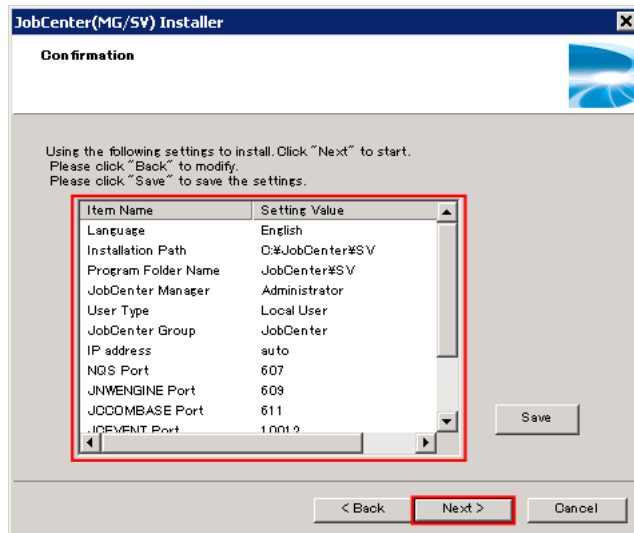 JobCenter(MG/SV) Installer
Confirmation
Using the following settings to install. Click "Next" to start.
Please click "Back" to modify.
Please click "Save" to save the settings.
Item Name Setting Value
Language English
Installation Path C:¥JobCenter¥SV
Program Folder Name JobCenter¥SV
JobCenter Manager Administrator
User Type Local User
JobCenter Group JobCenter
IP address auto
NQS Port 607
JNWENGINE Port 609
JCCOMBASE Port 611
JCEVENT Port 10012
Save
< Back Next > Cancel